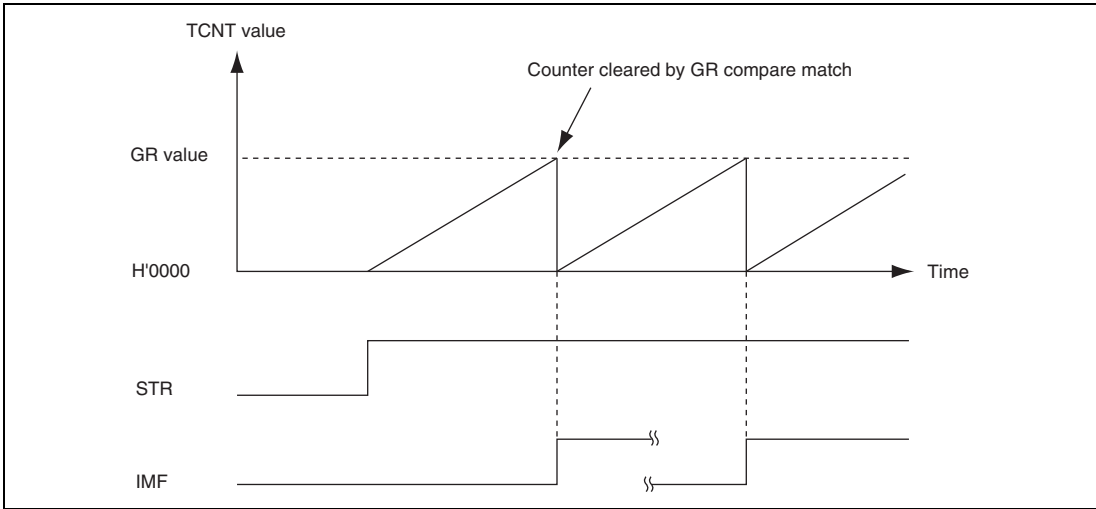 TCNT value
Counter cleared by GR compare match
GR value
H'0000
Time
STR
IMF